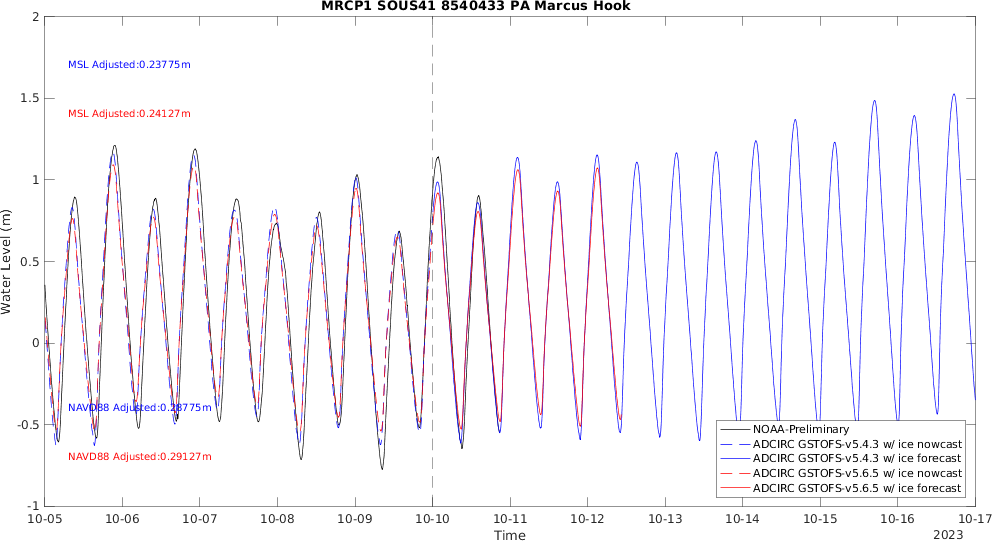 MRCP1 SOUS41 8540433 PA Marcus Hook
2
1.5
1
0.5
0
-0.5
-1
Water Level (m)
MSL Adjusted:0.23775m
MSL Adjusted:0.24127m
NAVD88 Adjusted:0.28775m
NAVD88 Adjusted:0.29127m
NOAA-Preliminary
ADCIRC GSTOFS-v5.4.3 w/ ice nowcast
ADCIRC GSTOFS-v5.4.3 w/ ice forecast
ADCIRC GSTOFS-v5.6.5 w/ ice nowcast
ADCIRC GSTOFS-v5.6.5 w/ ice forecast
10-05 10-06 10-07 10-08 10-09 10-10 10-11 10-12 10-13 10-14 10-15 10-16 10-17
Time
2023